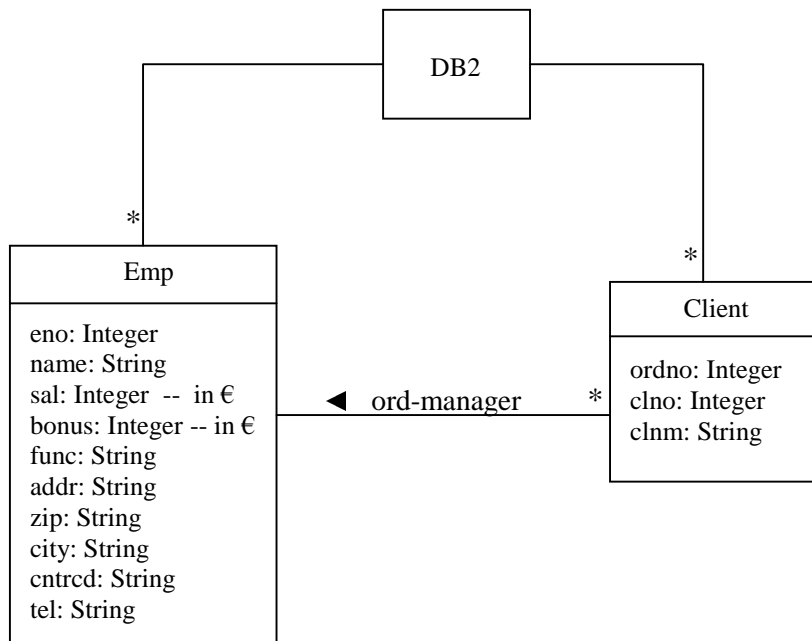 DB2
*
*
Emp
eno: Integer
name: String
sal: Integer -- in €
bonus: Integer -- in €
func: String
addr: String
zip: String
city: String
cntrcd: String
tel: String
◄ ord-manager
*
Client
ordno: Integer
clno: Integer
clnm: String